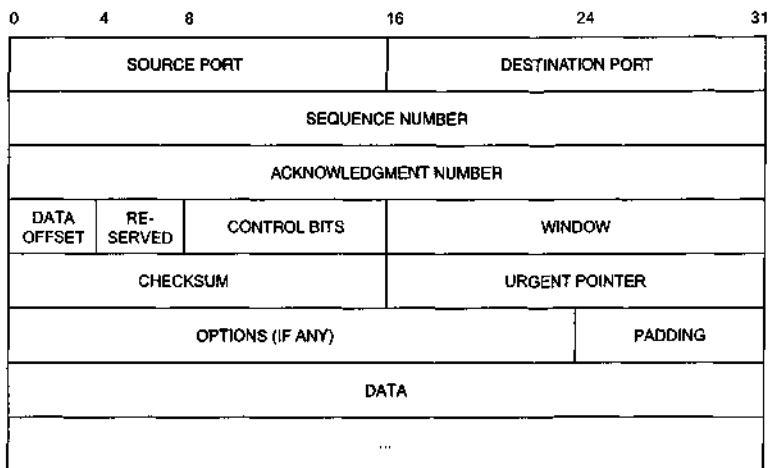 0 4 8 16 24 31
SOURCE PORT DESTINATION PORT
SEQUENCE NUMBER
ACKNOWLEDGMENT NUMBER
DATA RE-
OFFSET SERVED CONTROL BITS WINDOW
CHECKSUM URGENT POINTER
OPTIONS (IF ANY) PADDING
DATA
...